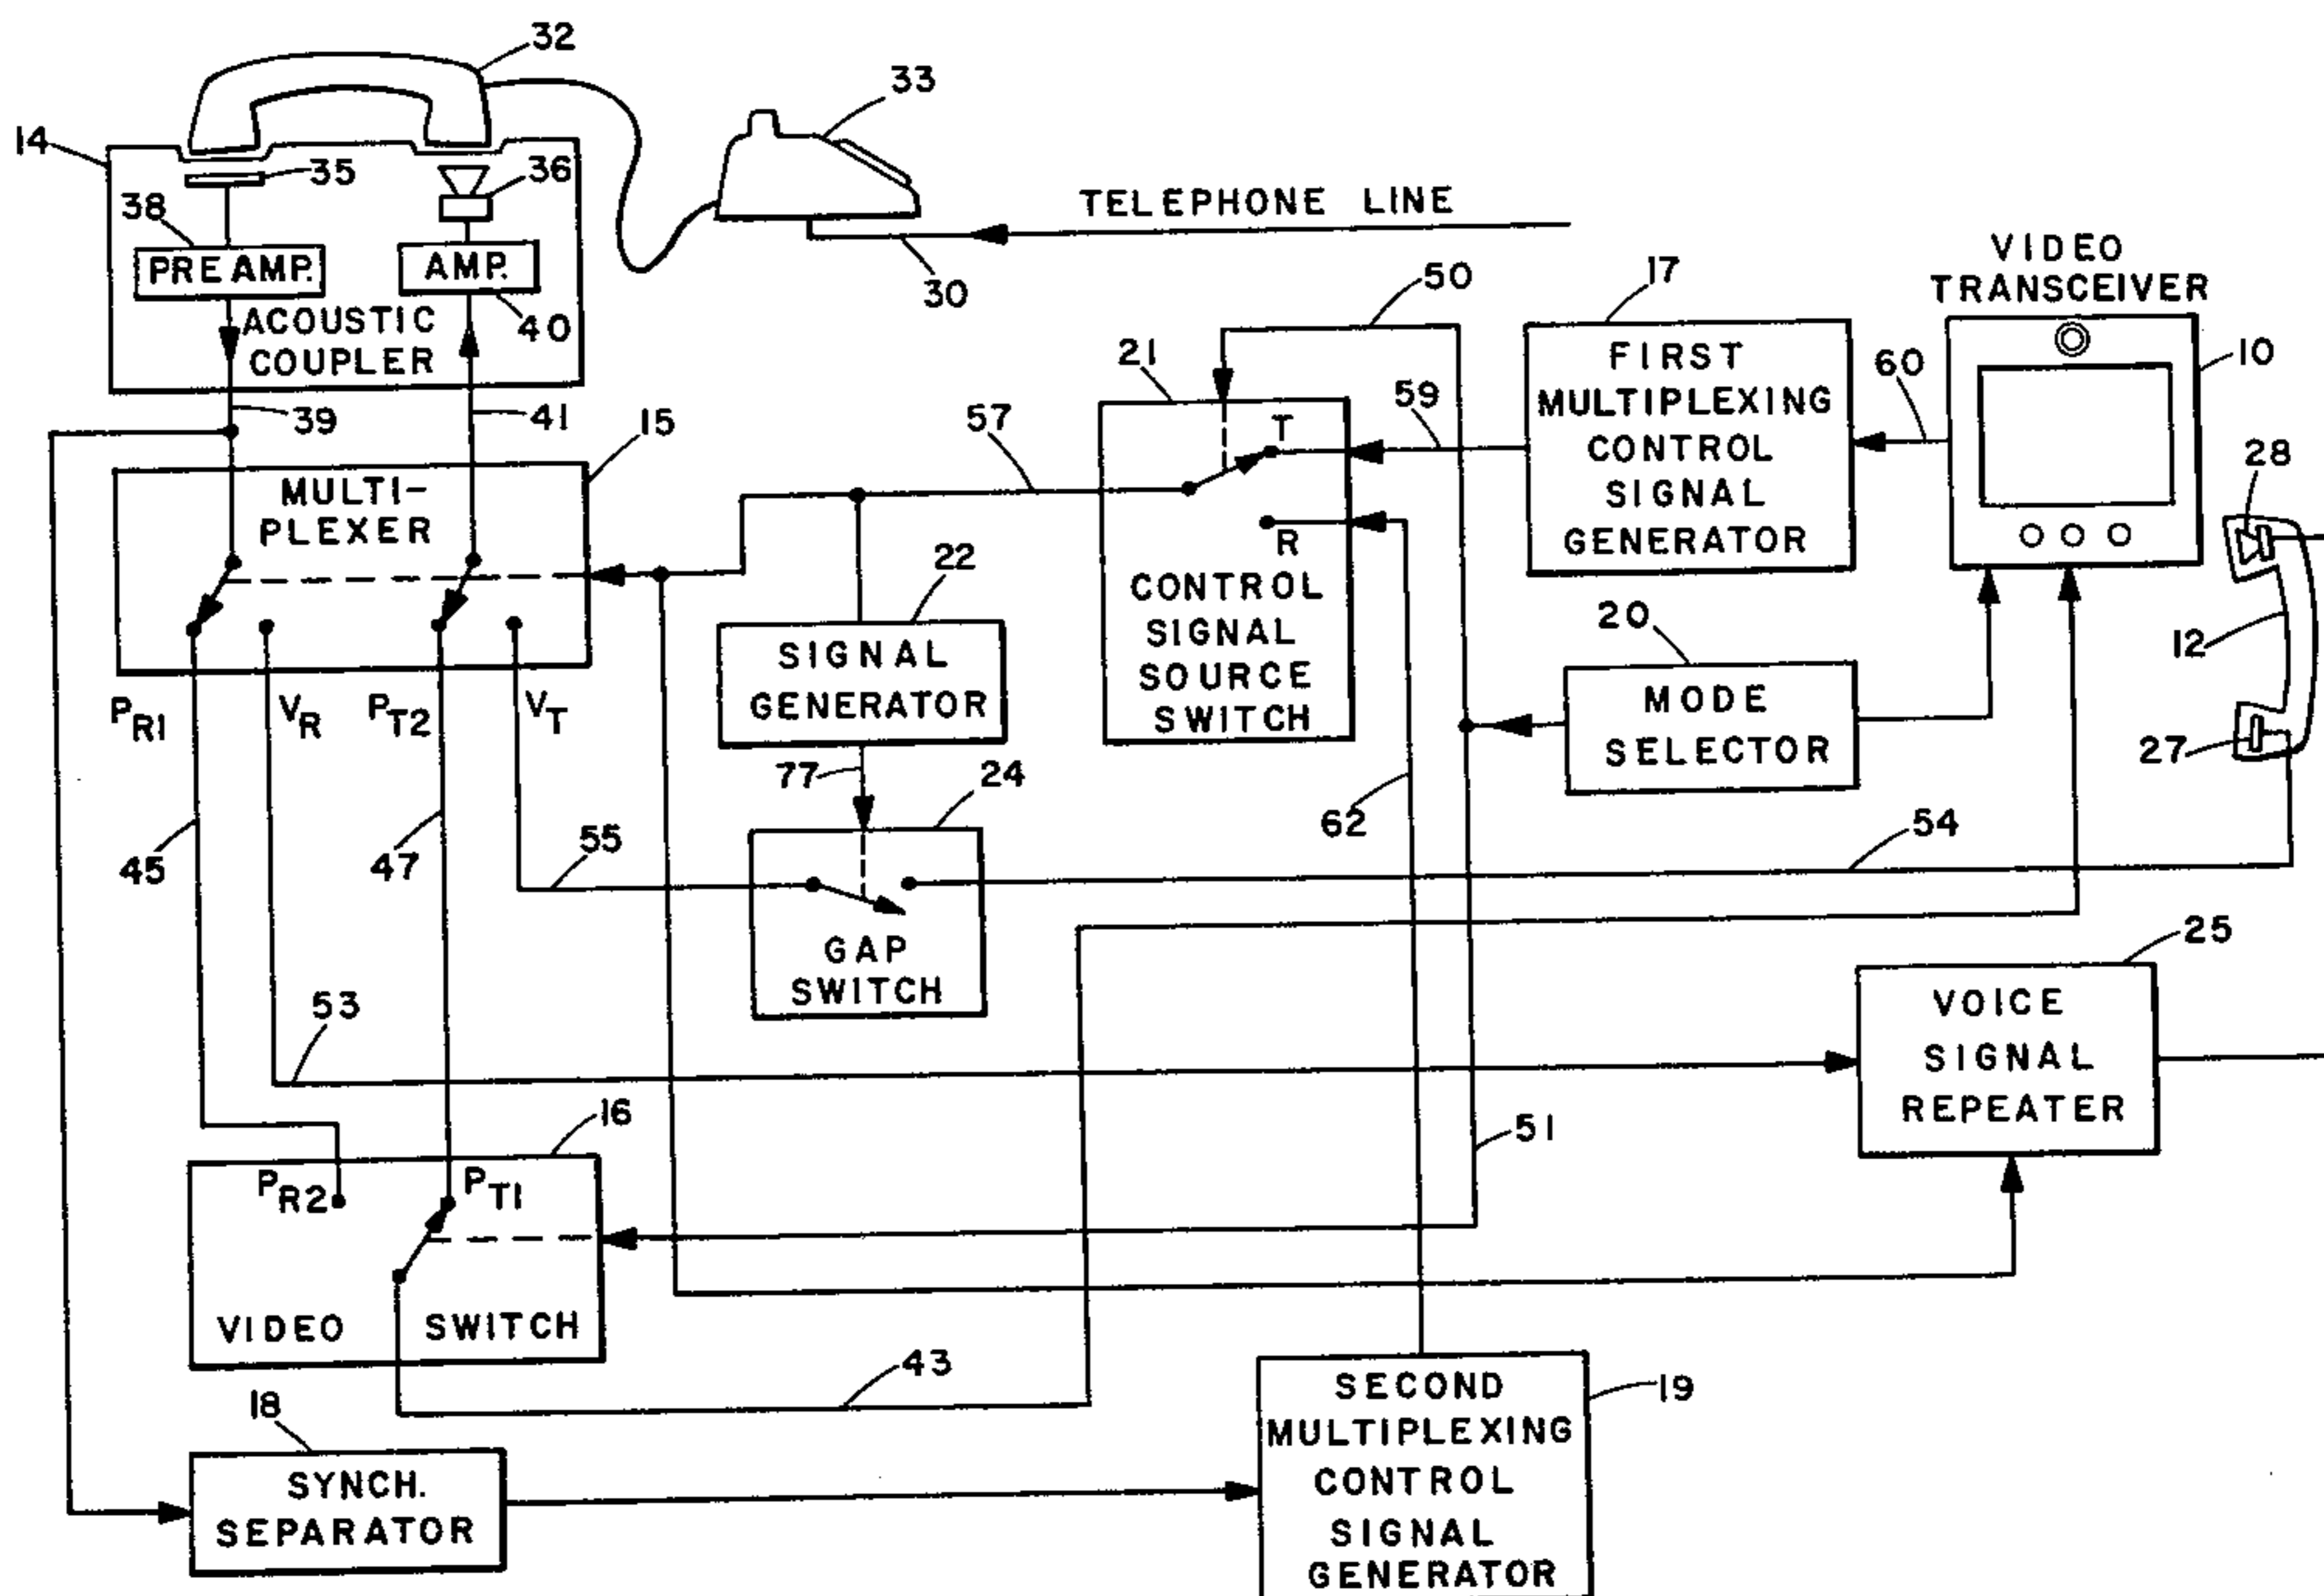 32
33
14
35
36
38
PREAMP.
AMP.
40
ACOUSTIC
COUPLER
TELEPHONE LINE
30
50
17
VIDEO
TRANSCEIVER
10
21
FIRST
MULTIPLEXING
CONTROL
SIGNAL
GENERATOR
60
59
57
39
41
15
28
MULTI-
PLEXER
T
R
CONTROL
SIGNAL
SOURCE
SWITCH
22
SIGNAL
GENERATOR
20
MODE
SELECTOR
12
27
PR1
VR
PT2
VT
77
24
62
54
45
47
55
GAP
SWITCH
25
VOICE
SIGNAL
REPEATER
53
16
51
PR2
PT1
VIDEO SWITCH
43
18
SYNCH.
SEPARATOR
SECOND
MULTIPLEXING
CONTROL
SIGNAL
GENERATOR
19